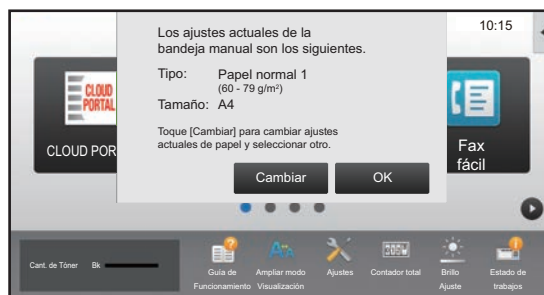 10:15
Los ajustes actuales de la
bandeja manual son los siguientes.
Tipo: Papel normal 1
(60 - 79 g/m²)
Tamaño: A4
Toque [Cambiar] para cambiar ajustes
actuales de papel y seleccionar otro.
Cambiar OK
CLOUD
PORTAL
CLOUD POR
Fax
fácil
Cant. de Tóner Bk
Guía de
Funcionamiento
Ampliar modo
Visualización
Ajustes
Contador total
Brillo
Ajuste
Estado de
trabajos